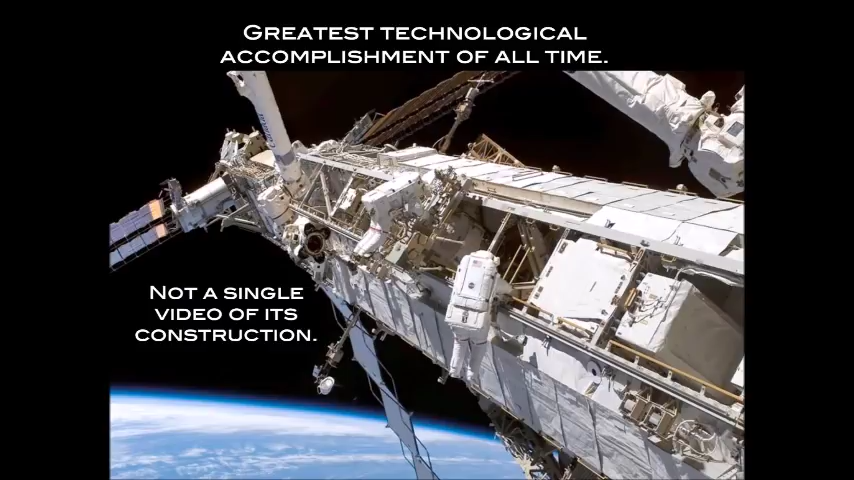 Greatest technological
accomplishment of all time.
Not a single
video of its
construction.